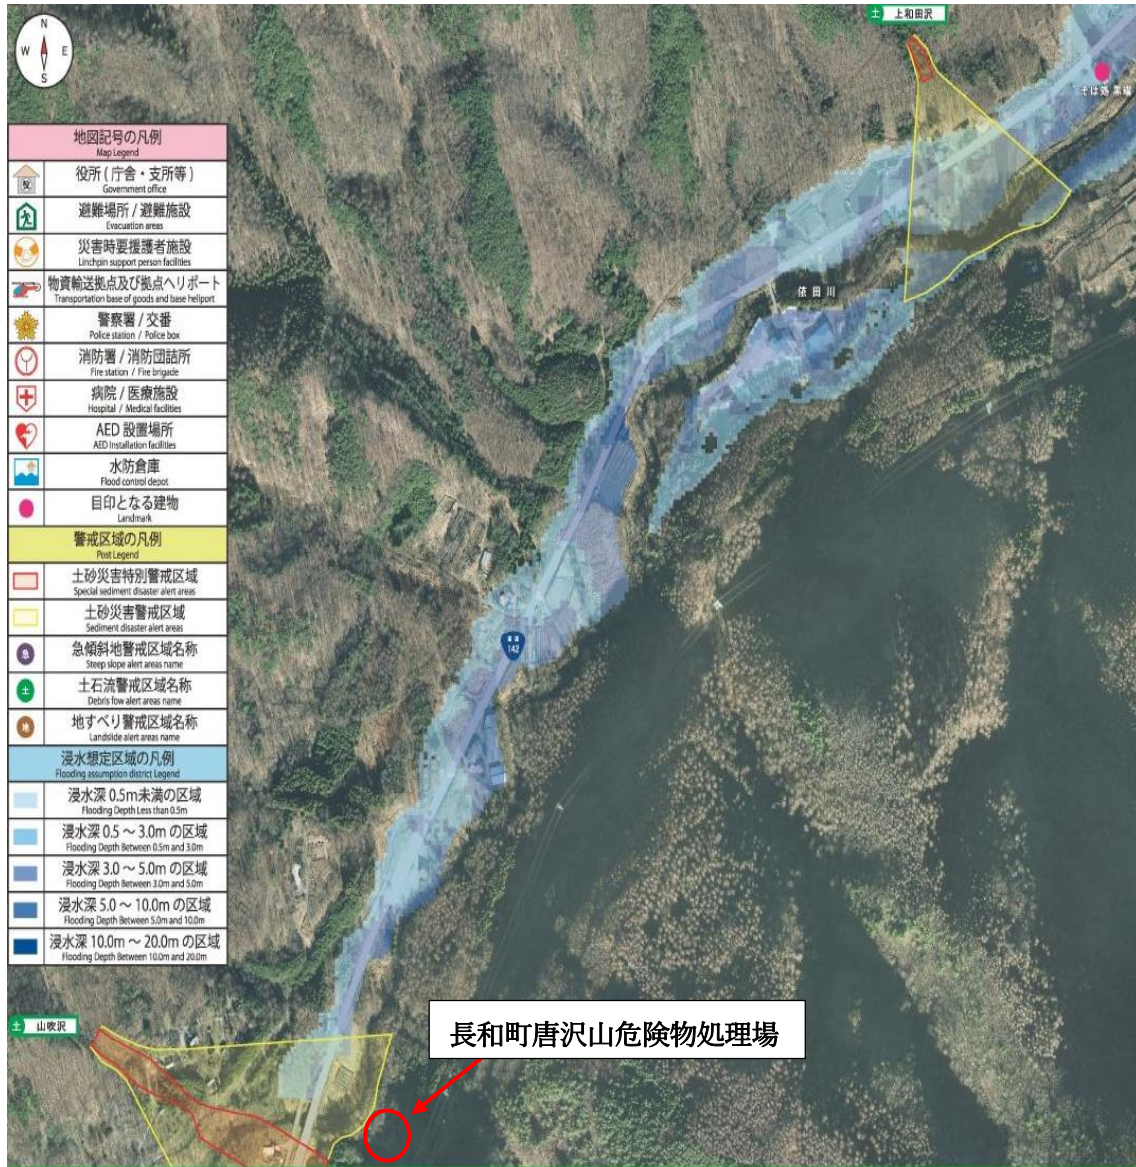 N
W
E
S
土
上和田沢
そば処 黒耀
地図記号の凡例
Map Legend
役所 ( 庁舎・支所等 )
Government office
避難場所 / 避難施設
Evacuation areas
災害時要援護者施設
Linchpin support person facilities
物資輸送拠点及び拠点ヘリポート
Transportation base of goods and base heliport
警察署 / 交番
Police station / Police box
消防署 / 消防団詰所
Fire station / Fire brigade
病院 / 医療施設
Hospital / Medical facilities
AED 設置場所
AED Installation facilities
水防倉庫
Flood control depot
目印となる建物
Landmark
警戒区域の凡例
Post Legend
土砂災害特別警戒区域
Special sediment disaster alert areas
土砂災害警戒区域
Sediment disaster alert areas
急
急傾斜地警戒区域名称
Steep slope alert areas name
土
土石流警戒区域名称
Debris fow alert areas name
地
地すべり警戒区域名称
Landslide alert areas name
浸水想定区域の凡例
Flooding assumption district Legend
浸水深 0.5m未満の区域
Flooding Depth Less than 0.5m
浸水深 0.5 ～ 3.0m の区域
Flooding Depth Between 0.5m and 3.0m
浸水深 3.0 ～ 5.0m の区域
Flooding Depth Between 3.0m and 5.0m
浸水深 5.0 ～ 10.0m の区域
Flooding Depth Between 5.0m and 10.0m
浸水深 10.0m ～ 20.0m の区域
Flooding Depth Between 10.0m and 20.0m
依田川
国道
142
土
山吹沢
長和町唐沢山危険物処理場